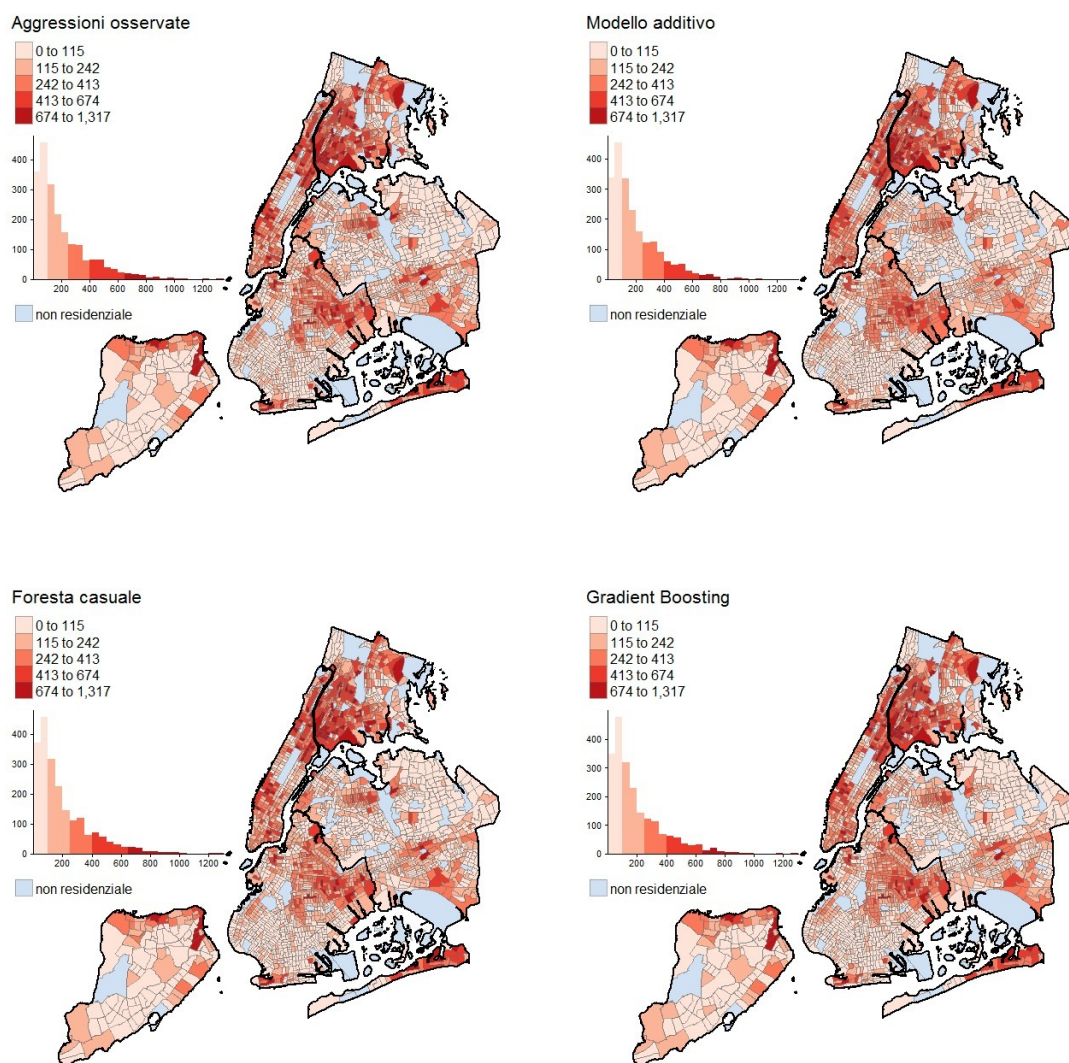 Aggressioni osservate
0 to 115
115 to 242
242 to 413
413 to 674
674 to 1,317
400
300
200
100
0
200 400 600 800 1000 1200
non residenziale
Modello additivo
0 to 115
115 to 242
242 to 413
413 to 674
674 to 1,317
400
300
200
100
0
200 400 600 800 1000 1200
non residenziale
Foresta casuale
0 to 115
115 to 242
242 to 413
413 to 674
674 to 1,317
400
300
200
100
0
200 400 600 800 1000 1200
non residenziale
Gradient Boosting
0 to 115
115 to 242
242 to 413
413 to 674
674 to 1,317
500
400
300
200
100
0
200 400 600 800 1000 1200
non residenziale